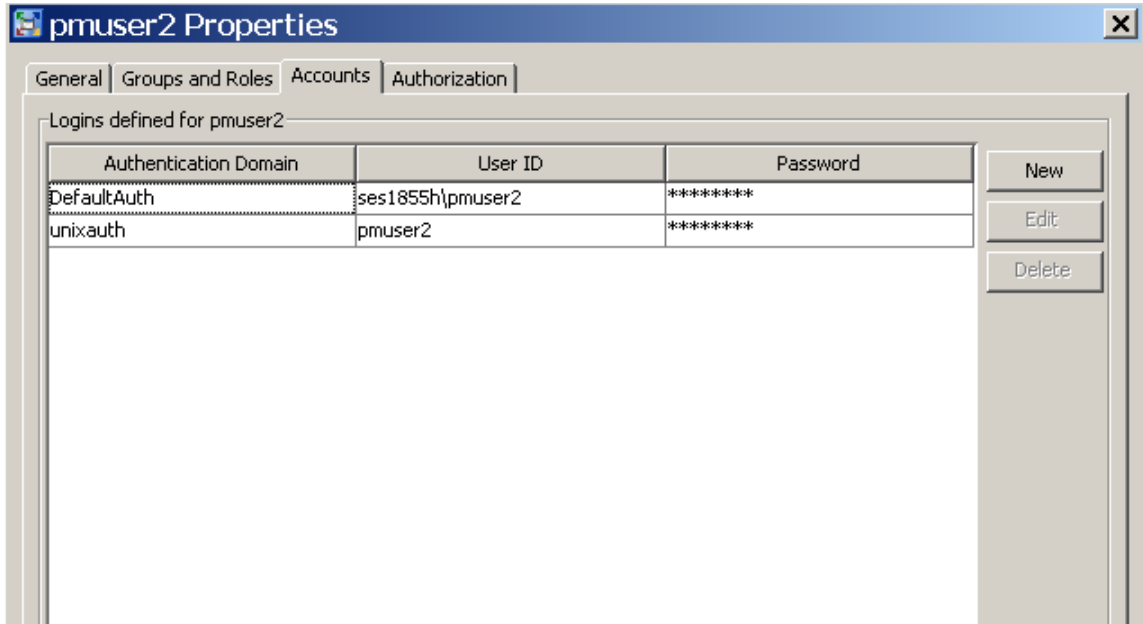 pmuser2 Properties
General Groups and Roles Accounts Authorization
Logins defined for pmuser2
Authentication Domain User ID Password
New
DefaultAuth ses1855h\pmuser2 ********
Edit
unixauth pmuser2 ********
Delete